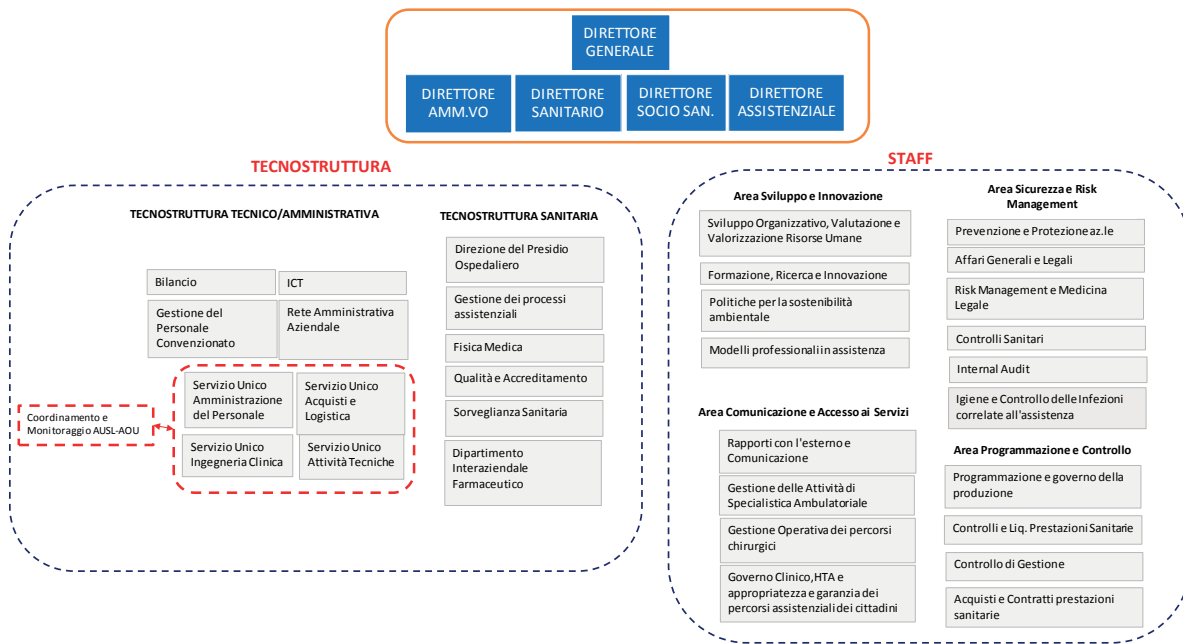 DIRETTORE
GENERALE
DIRETTORE
AMM.VO
DIRETTORE
SANITARIO
DIRETTORE
SOCIO SAN.
DIRETTORE
ASSISTENZIALE
TECNOSTRUTTURA
TECNOSTRUTTURA TECNICO/AMMINISTRATIVA
Bilancio
ICT
Gestione del
Personale
Convenzionato
Rete Amministrativa
Aziendale
Servizio Unico
Amministrazione
del Personale
Servizio Unico
Acquisti e
Logistica
Servizio Unico
Ingegneria Clinica
Servizio Unico
Attività Tecniche
Coordinamento e
Monitoraggio AUSL-AOU
TECNOSTRUTTURA SANITARIA
Direzione del Presidio
Ospedaliero
Gestione dei processi
assistenziali
Fisica Medica
Qualità e Accreditamento
Sorveglianza Sanitaria
Dipartimento
Interaziendale
Farmaceutico
STAFF
Area Sviluppo e Innovazione
Sviluppo Organizzativo, Valutazione e
Valorizzazione Risorse Umane
Formazione, Ricerca e Innovazione
Politiche per la sostenibilità
ambientale
Modelli professionali in assistenza
Area Comunicazione e Accesso ai Servizi
Rapporti con l'esterno e
Comunicazione
Gestione delle Attività di
Specialistica Ambulatoriale
Gestione Operativa dei percorsi
chirurgici
Governo Clinico,HTA e
appropriatezza e garanzia dei
percorsi assistenziali dei cittadini
Area Sicurezza e Risk
Management
Prevenzione e Protezione az.le
Affari Generali e Legali
Risk Management e Medicina
Legale
Controlli Sanitari
Internal Audit
Igiene e Controllo delle Infezioni
correlate all'assistenza
Area Programmazione e Controllo
Programmazione e governo della
produzione
Controlli e Liq. Prestazioni Sanitarie
Controllo di Gestione
Acquisti e Contratti prestazioni
sanitarie